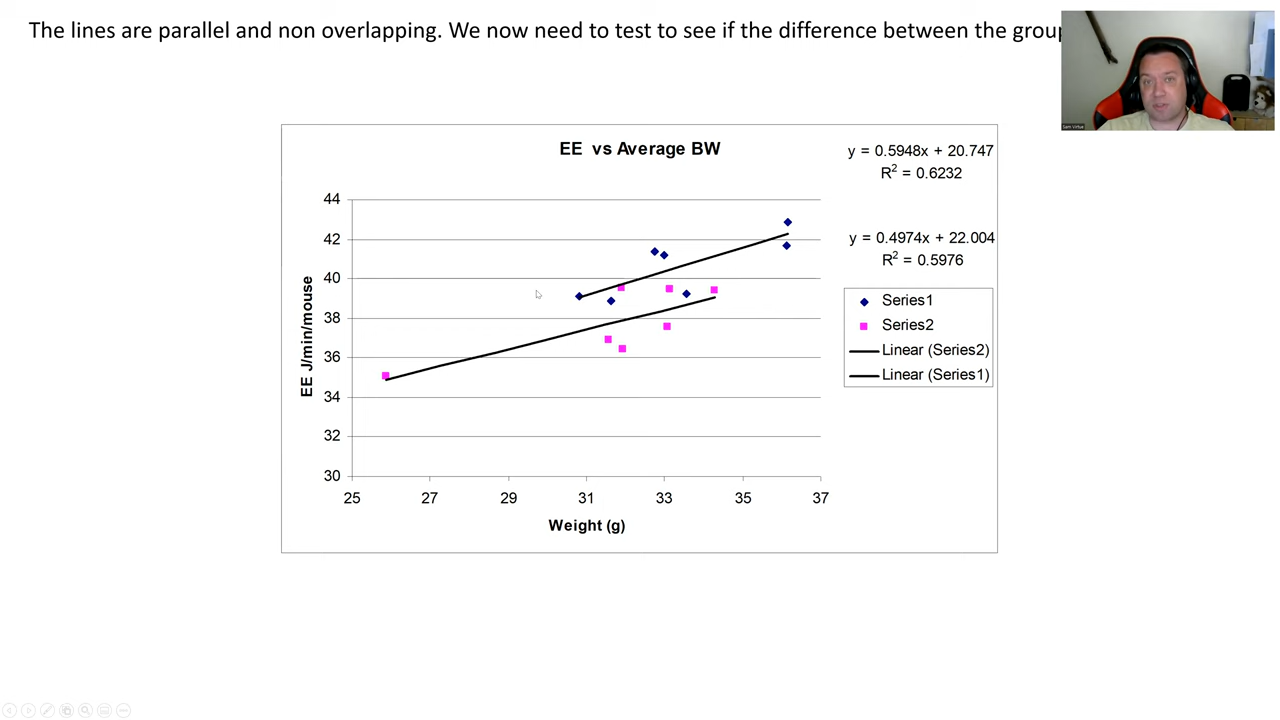 The lines are parallel and non overlapping. We now need to test to see if the difference between the
EE  vs Average BW
y = 0.5948x + 20.747
R² = 0.6232
y = 0.4974x + 22.004
R² = 0.5976
44
42
40
38
36
34
32
30
EE J/min/mouse
25 27 29 31 33 35 37
Weight (g)
Series1
Series2
Linear (Series2)
Linear (Series1)
Sam Virtue